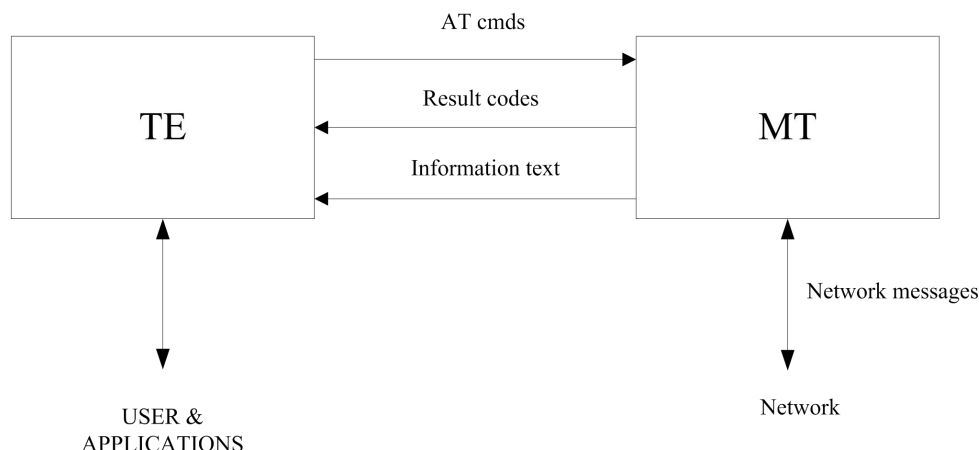 AT cmds
TE
Result codes
MT
Information text
Network messages
USER &
APPLICATIONS
Network